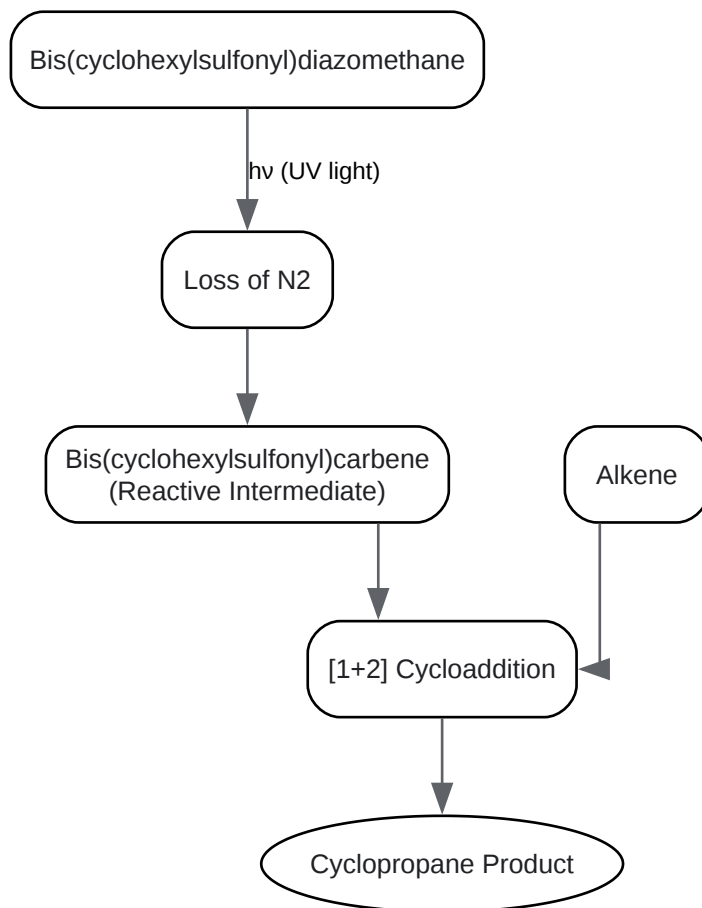 Bis(cyclohexylsulfonyl)diazomethane
hν (UV light)
Loss of N2
Bis(cyclohexylsulfonyl)carbene
(Reactive Intermediate)
Alkene
[1+2] Cycloaddition
Cyclopropane Product